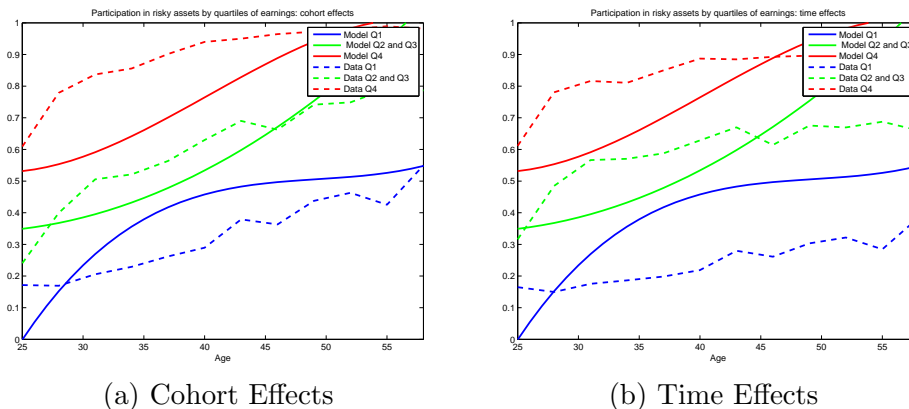 Participation in risky assets by quartiles of earnings: cohort effects
1
0.9
0.8
0.7
0.6
0.5
0.4
0.3
0.2
0.1
0
25 30 35 40 45 50 55
Age
Model Q1
Model Q2 and Q3
Model Q4
Data Q1
Data Q2 and Q3
Data Q4
(a) Cohort Effects
Participation in risky assets by quartiles of earnings: time effects
1
0.9
0.8
0.7
0.6
0.5
0.4
0.3
0.2
0.1
0
25 30 35 40 45 50 55
Age
Model Q1
Model Q2 and Q3
Model Q4
Data Q1
Data Q2 and Q3
Data Q4
(b) Time Effects